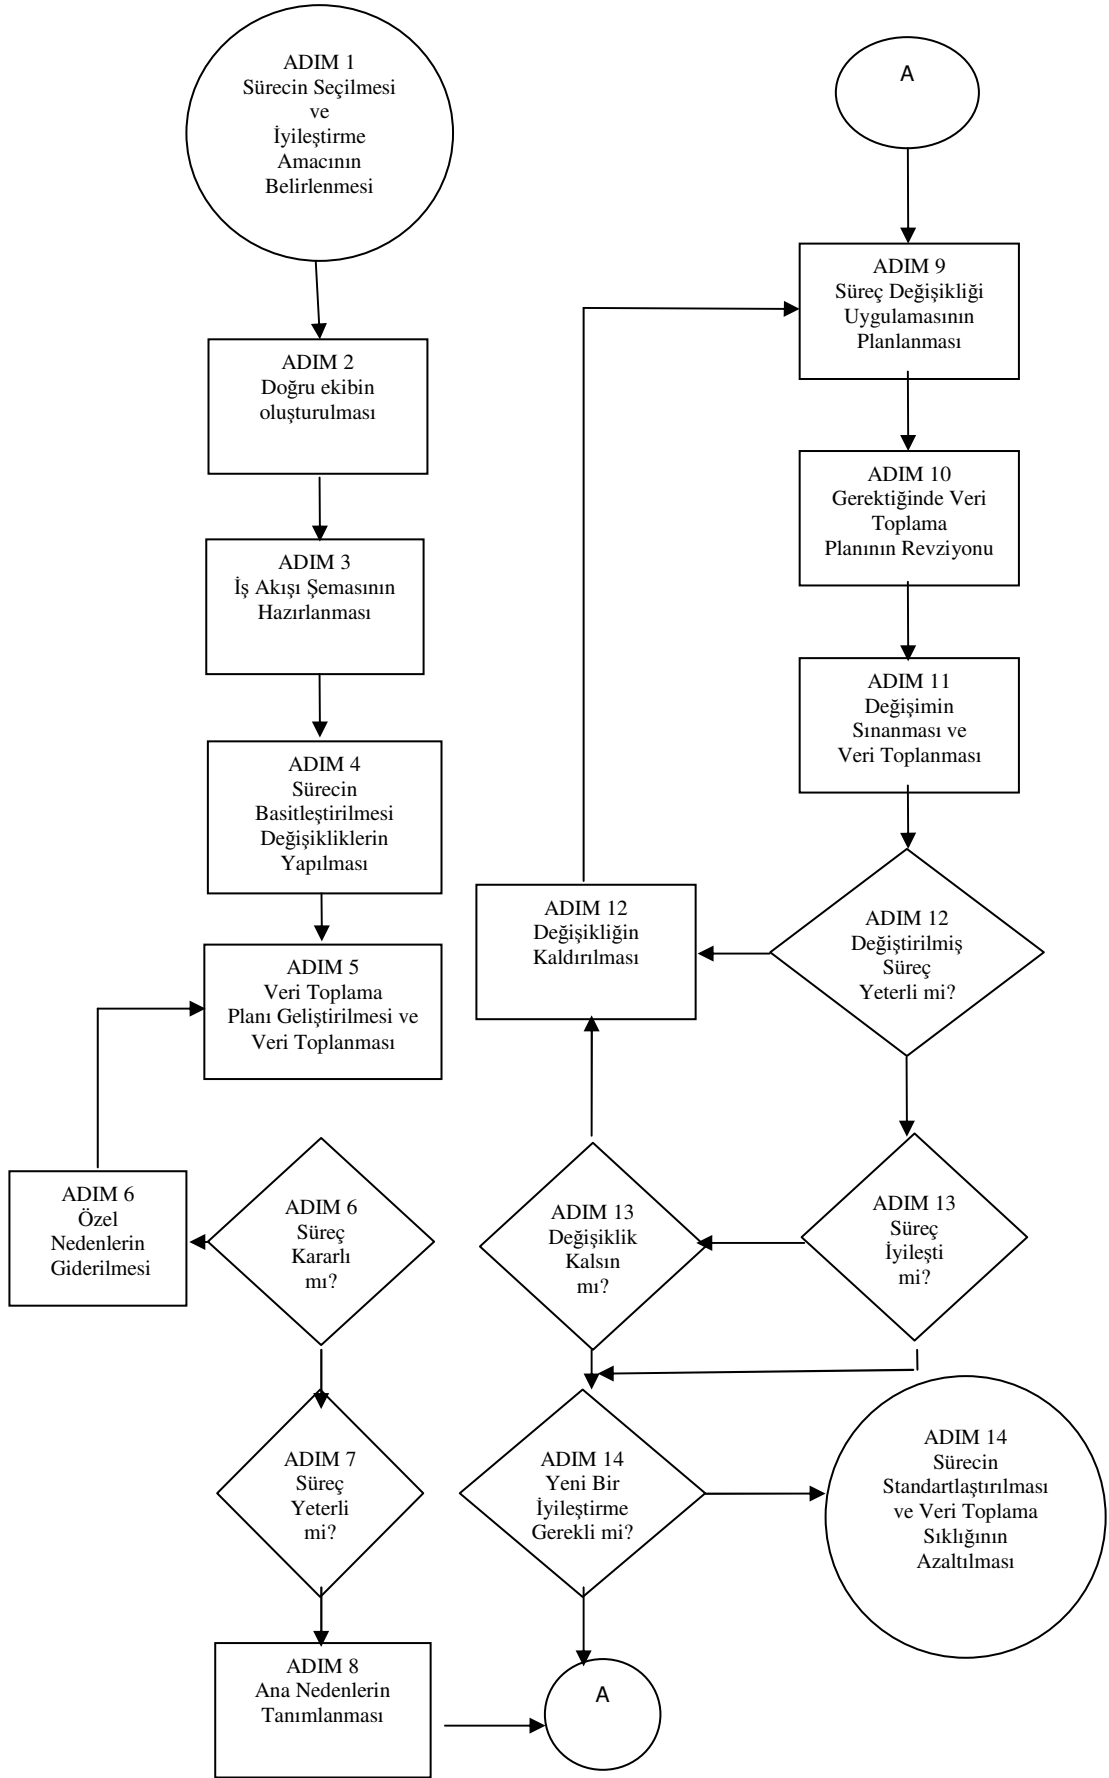 ADIM 1
Sürecin Seçilmesi
ve
İyileştirme
Amacının
Belirlenmesi
ADIM 2
Doğru ekibin
oluşturulması
ADIM 3
İş Akışı Şemasının
Hazırlanması
ADIM 4
Sürecin
Basitleştirilmesi
Değişikliklerin
Yapılması
ADIM 5
Veri Toplama
Planı Geliştirilmesi ve
Veri Toplanması
ADIM 6
Özel
Nedenlerin
Giderilmesi
ADIM 6
Süreç
Kararlı
mı?
ADIM 7
Süreç
Yeterli
mi?
ADIM 8
Ana Nedenlerin
Tanımlanması
A
A
ADIM 9
Süreç Değişikliği
Uygulamasının
Planlanması
ADIM 10
Gerektiğinde Veri
Toplama
Planının Revziyonu
ADIM 11
Değişimin
Sınanması ve
Veri Toplanması
ADIM 12
Değiştirilmiş
Süreç
Yeterli mi?
ADIM 12
Değişikliğin
Kaldırılması
ADIM 13
Süreç
İyileşti
mi?
ADIM 13
Değişiklik
Kalsın
mı?
ADIM 14
Yeni Bir
İyileştirme
Gerekli mi?
ADIM 14
Sürecin
Standartlaştırılması
ve Veri Toplama
Sıklığının
Azaltılması